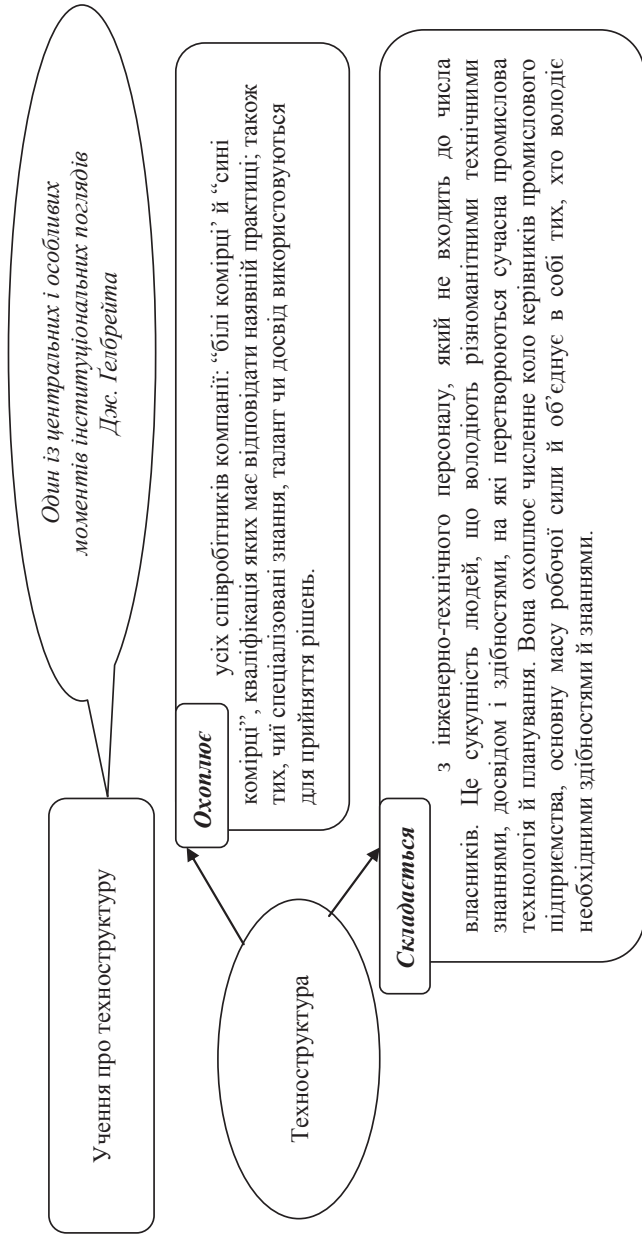 Учення про техноструктуру
Один із центральних і особливих
моментів інституціональних поглядів
Дж. Ґелбрейта
Техноструктура
Охоплює
усіх співробітників компанії: “білі комірці’ й “сині
комірці”, кваліфікація яких має відповідати наявній практиці; також
тих, чиї спеціалізовані знання, талант чи досвід використовуються
для прийняття рішень.
Складається
з інженерно-технічного персоналу, який не входить до числа
власників. Це сукупність людей, що володіють різноманітними технічними
знаннями, досвідом і здібностями, на які перетворюються сучасна промислова
технологія й планування. Вона охоплює численне коло керівників промислового
підприємства, основну масу робочої сили й об’єднує в собі тих, хто володіє
необхідними здібностями й знаннями.